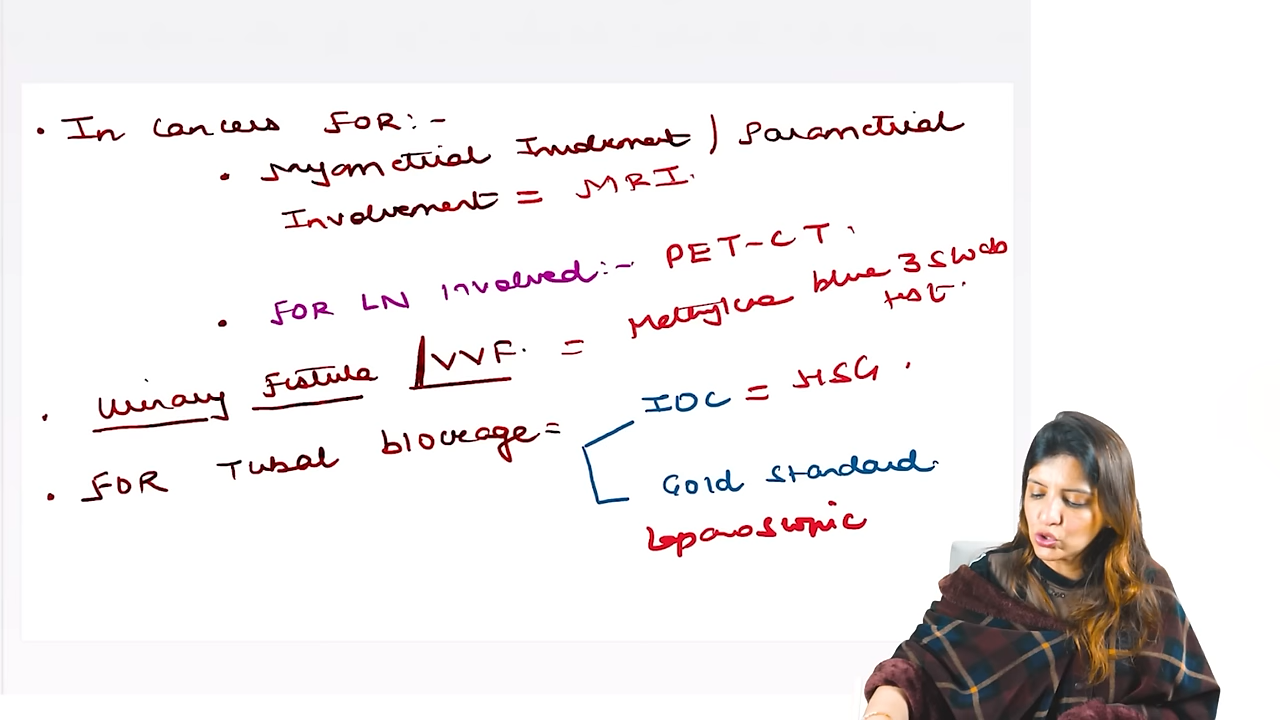 • In Cancers FOR:-
• Myometrial Involvement / Parametrial
Involvement = MRI.
• FOR LN involved:- PET-CT.
• Urinary Fistula / VVF. = Methylene blue 3 Swab
test.
• FOR Tubal blockage =
IOC = HSG.
Gold Standard.
Laparoscopic